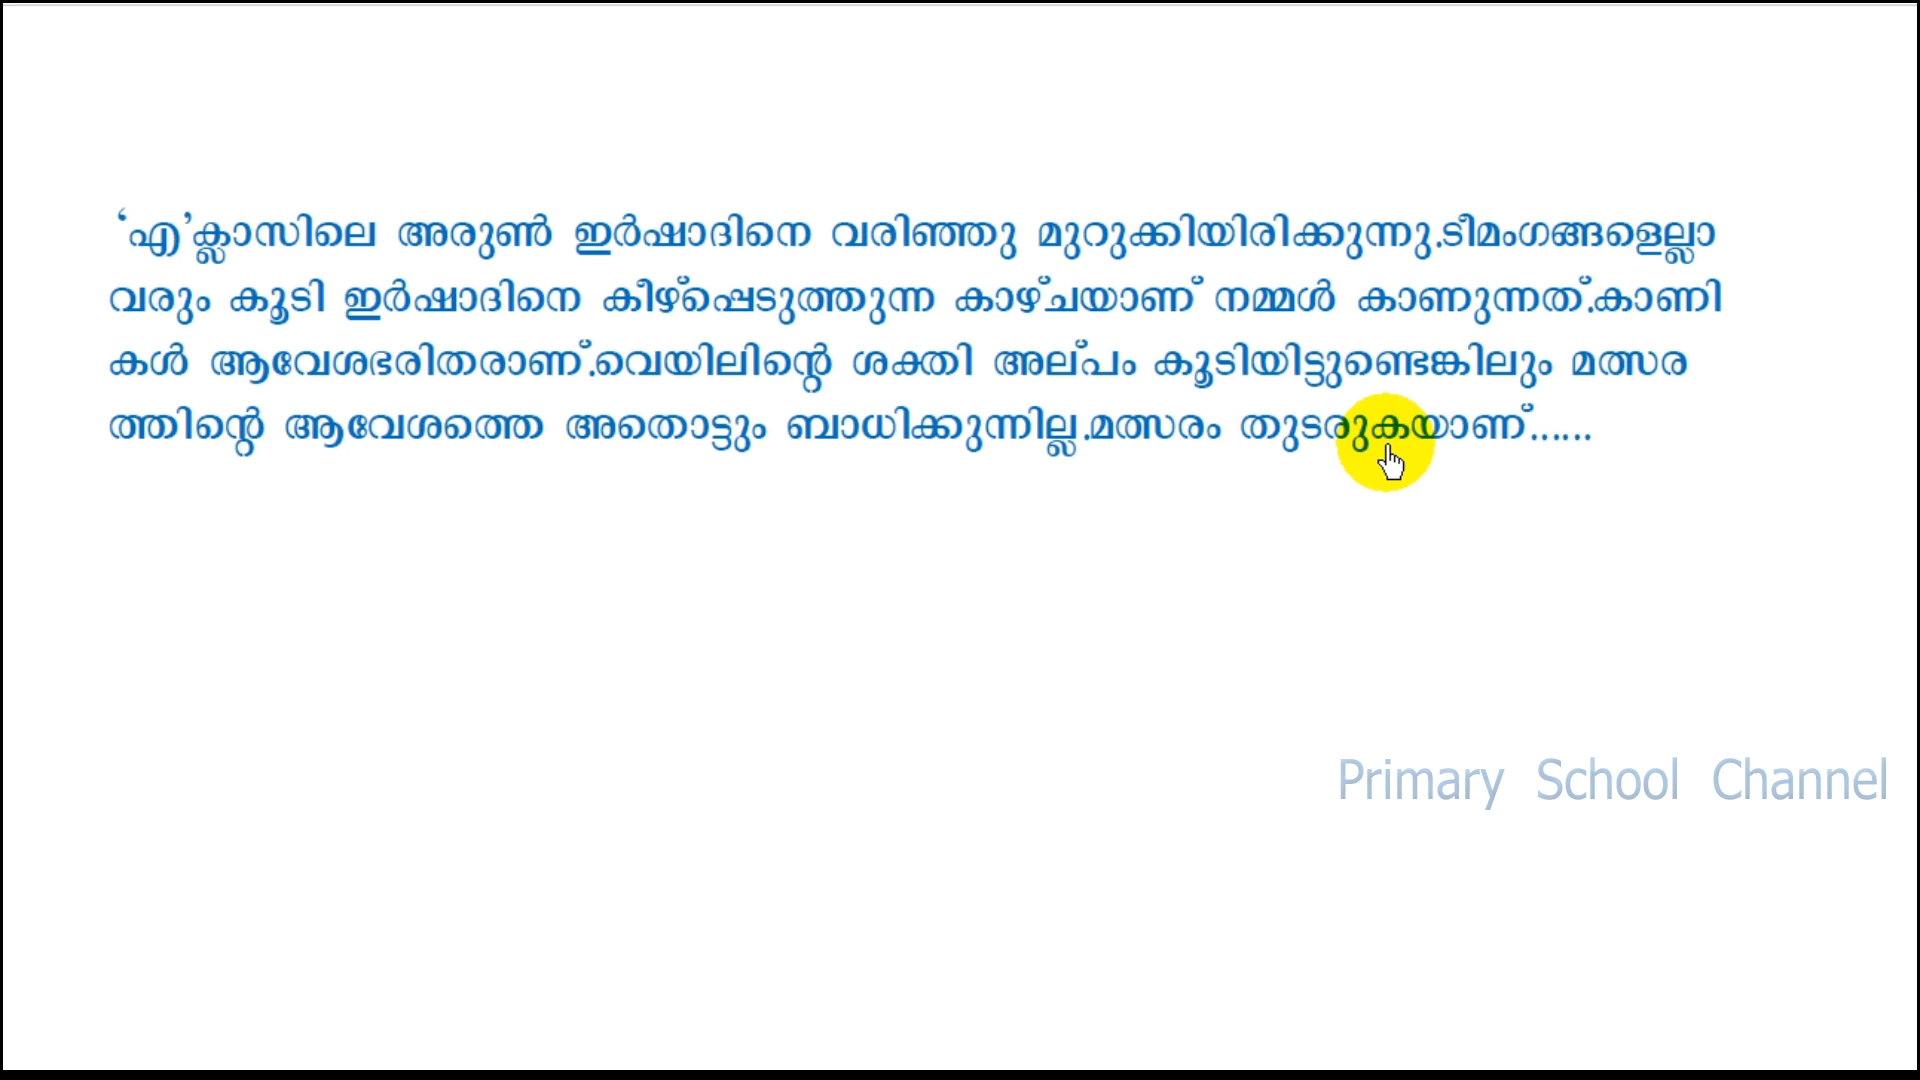 ‘എ’ക്ലാസിലെ അരുൺ ഇർഷാദിനെ വരിഞ്ഞു മുറുക്കിയിരിക്കുന്നു.ടീമംഗങ്ങളെല്ലാ
വരും കൂടി ഇർഷാദിനെ കീഴ്പ്പെടുത്തുന്ന കാഴ്ചയാണ് നമ്മൾ കാണുന്നത്.കാണി
കൾ ആവേശഭരിതരാണ്.വെയിലിന്റെ ശക്തി അല്പം കൂടിയിട്ടുണ്ടെങ്കിലും മത്സര
ത്തിന്റെ ആവേശത്തെ അതൊട്ടും ബാധിക്കുന്നില്ല.മത്സരം തുടരുകയാണ്......
Primary School Channel